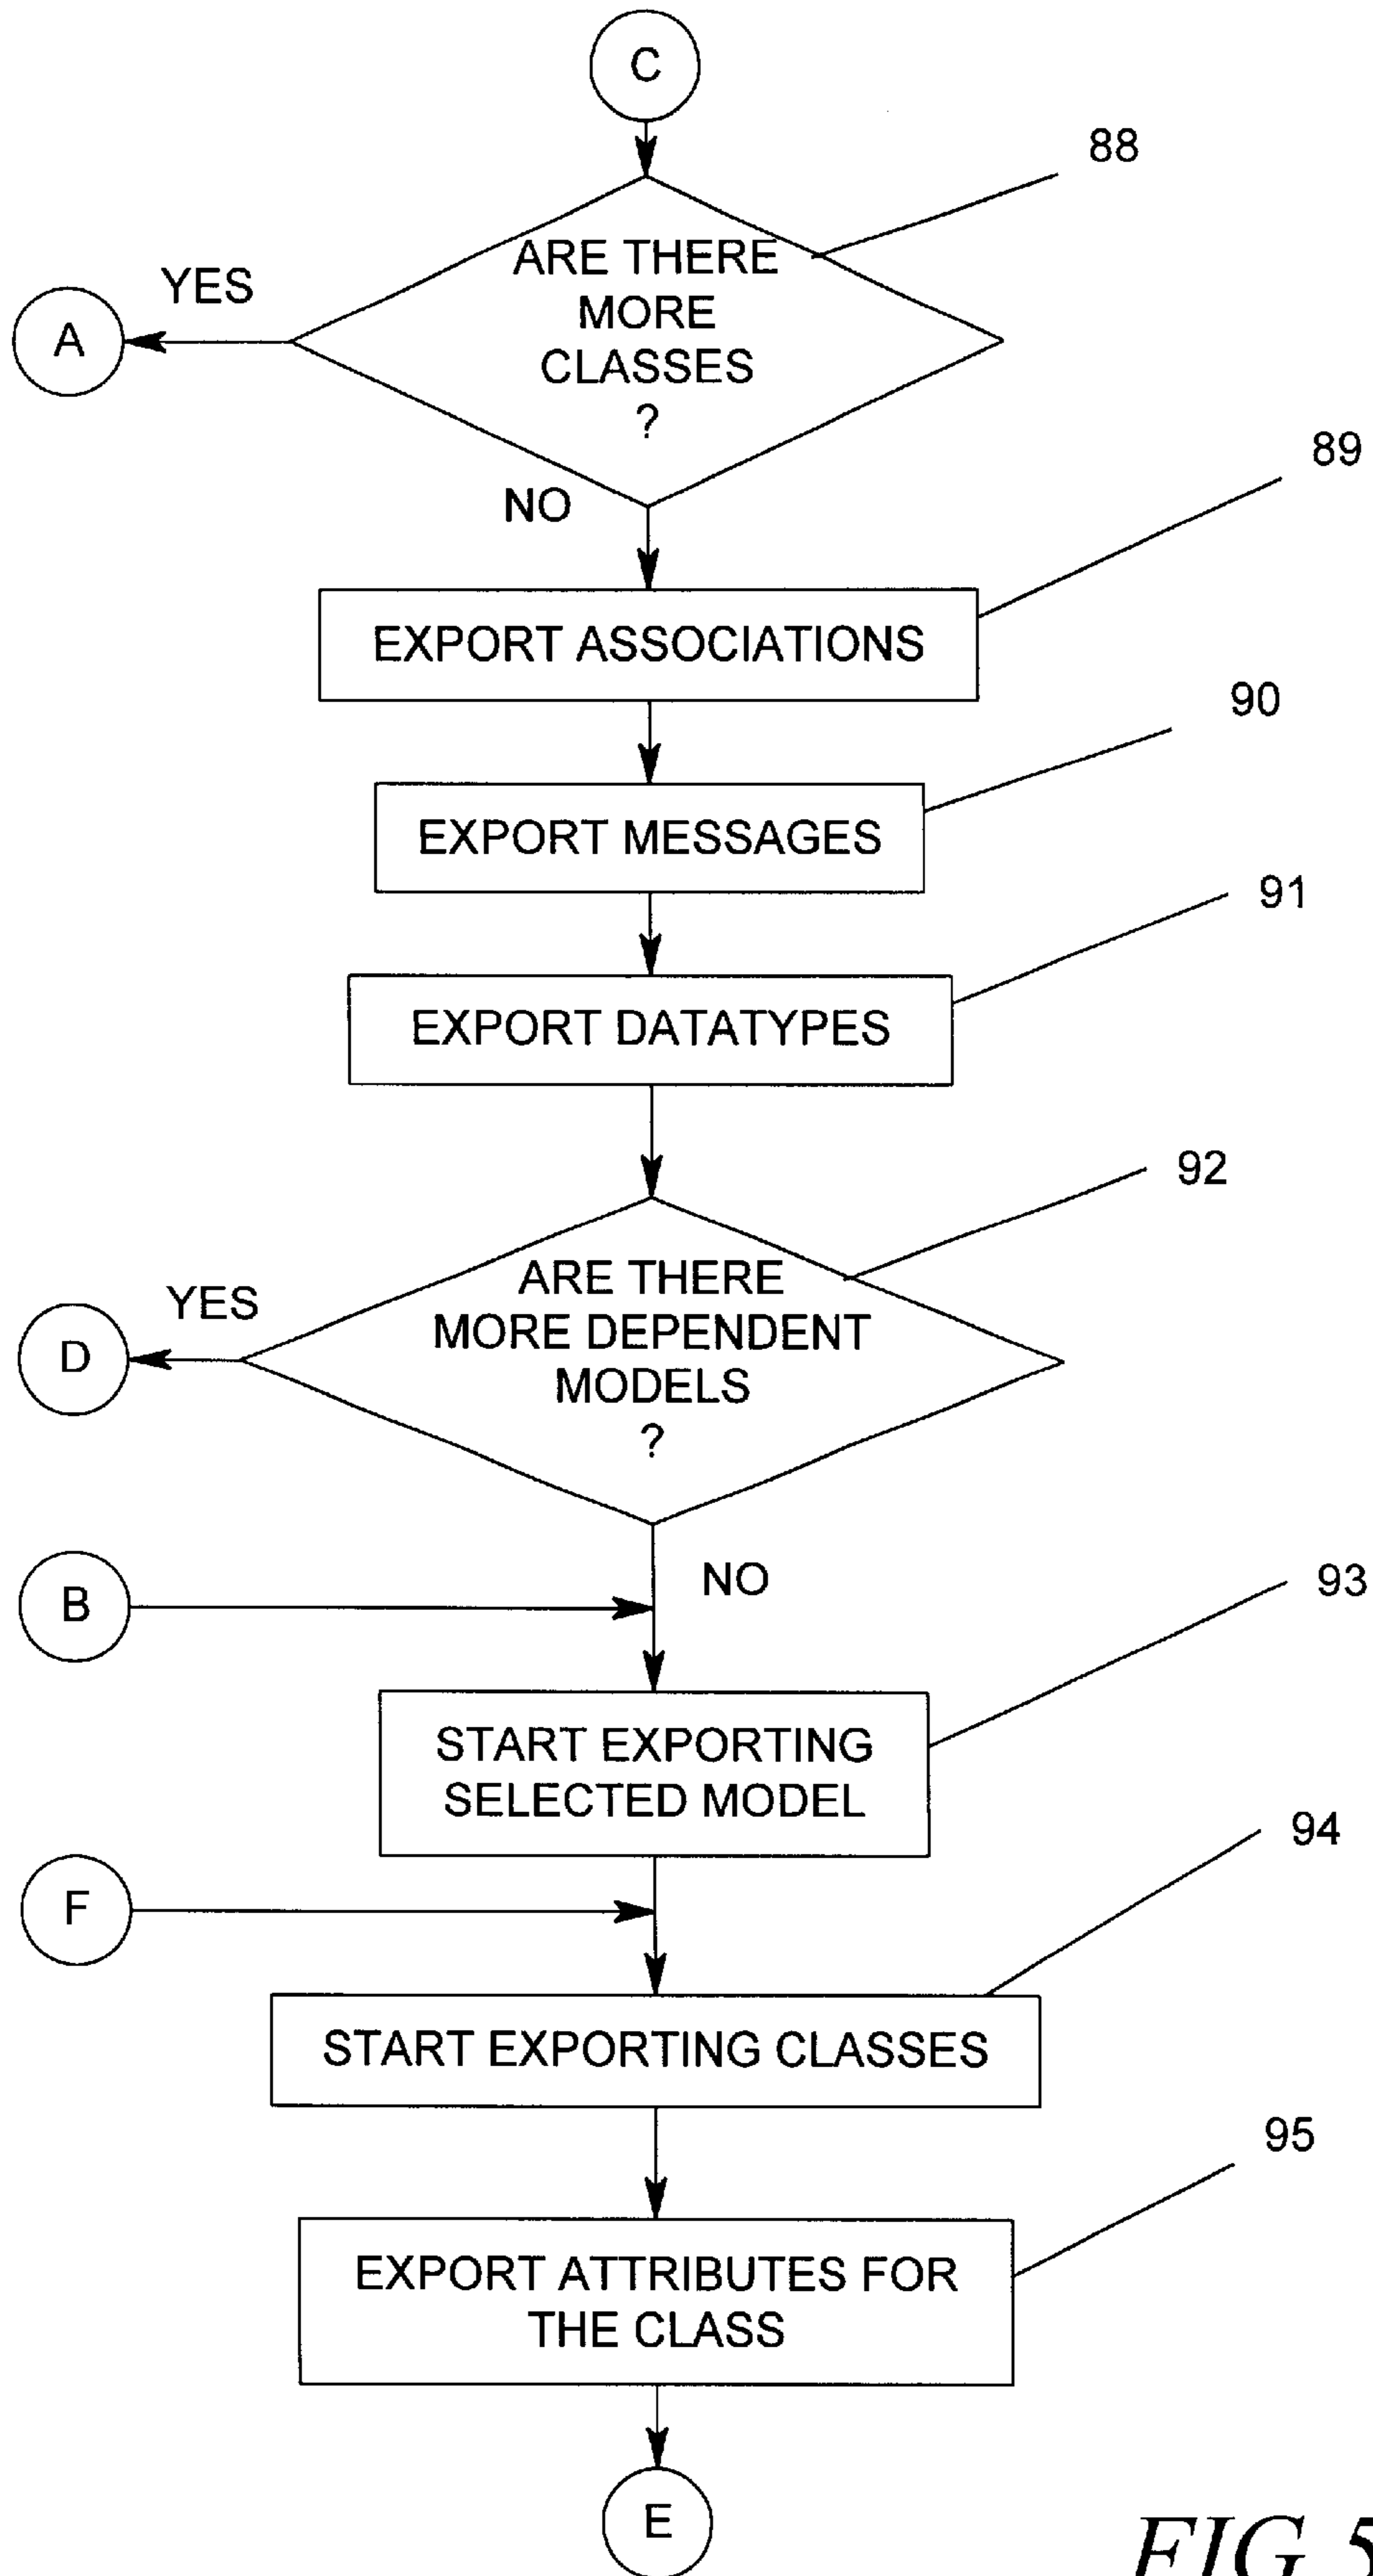 C
88
ARE THERE
MORE
CLASSES
?
YES
A
NO
89
EXPORT ASSOCIATIONS
90
EXPORT MESSAGES
91
EXPORT DATATYPES
92
ARE THERE
MORE DEPENDENT
MODELS
?
YES
D
NO
B
93
START EXPORTING
SELECTED MODEL
F
94
START EXPORTING CLASSES
95
EXPORT ATTRIBUTES FOR
THE CLASS
E
FIG 5